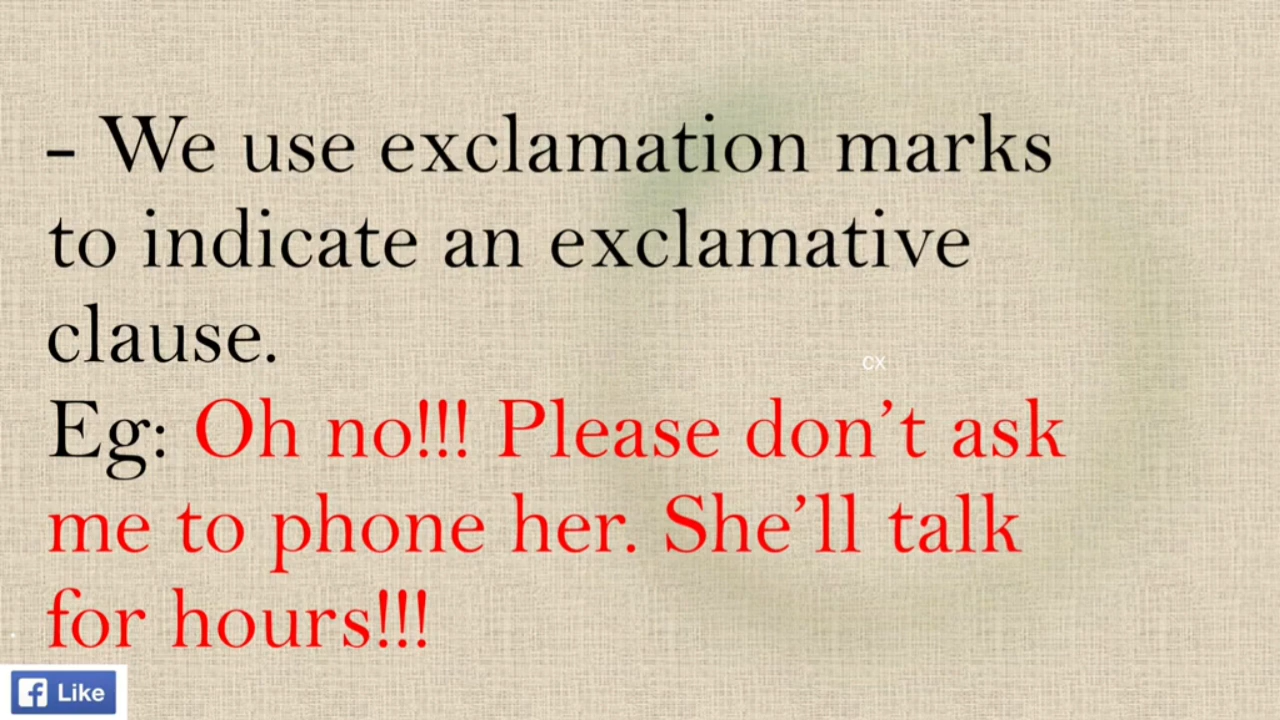 - We use exclamation marks
to indicate an exclamative
clause.
cx
Eg: Oh no!!! Please don’t ask
me to phone her. She’ll talk
for hours!!!
Like